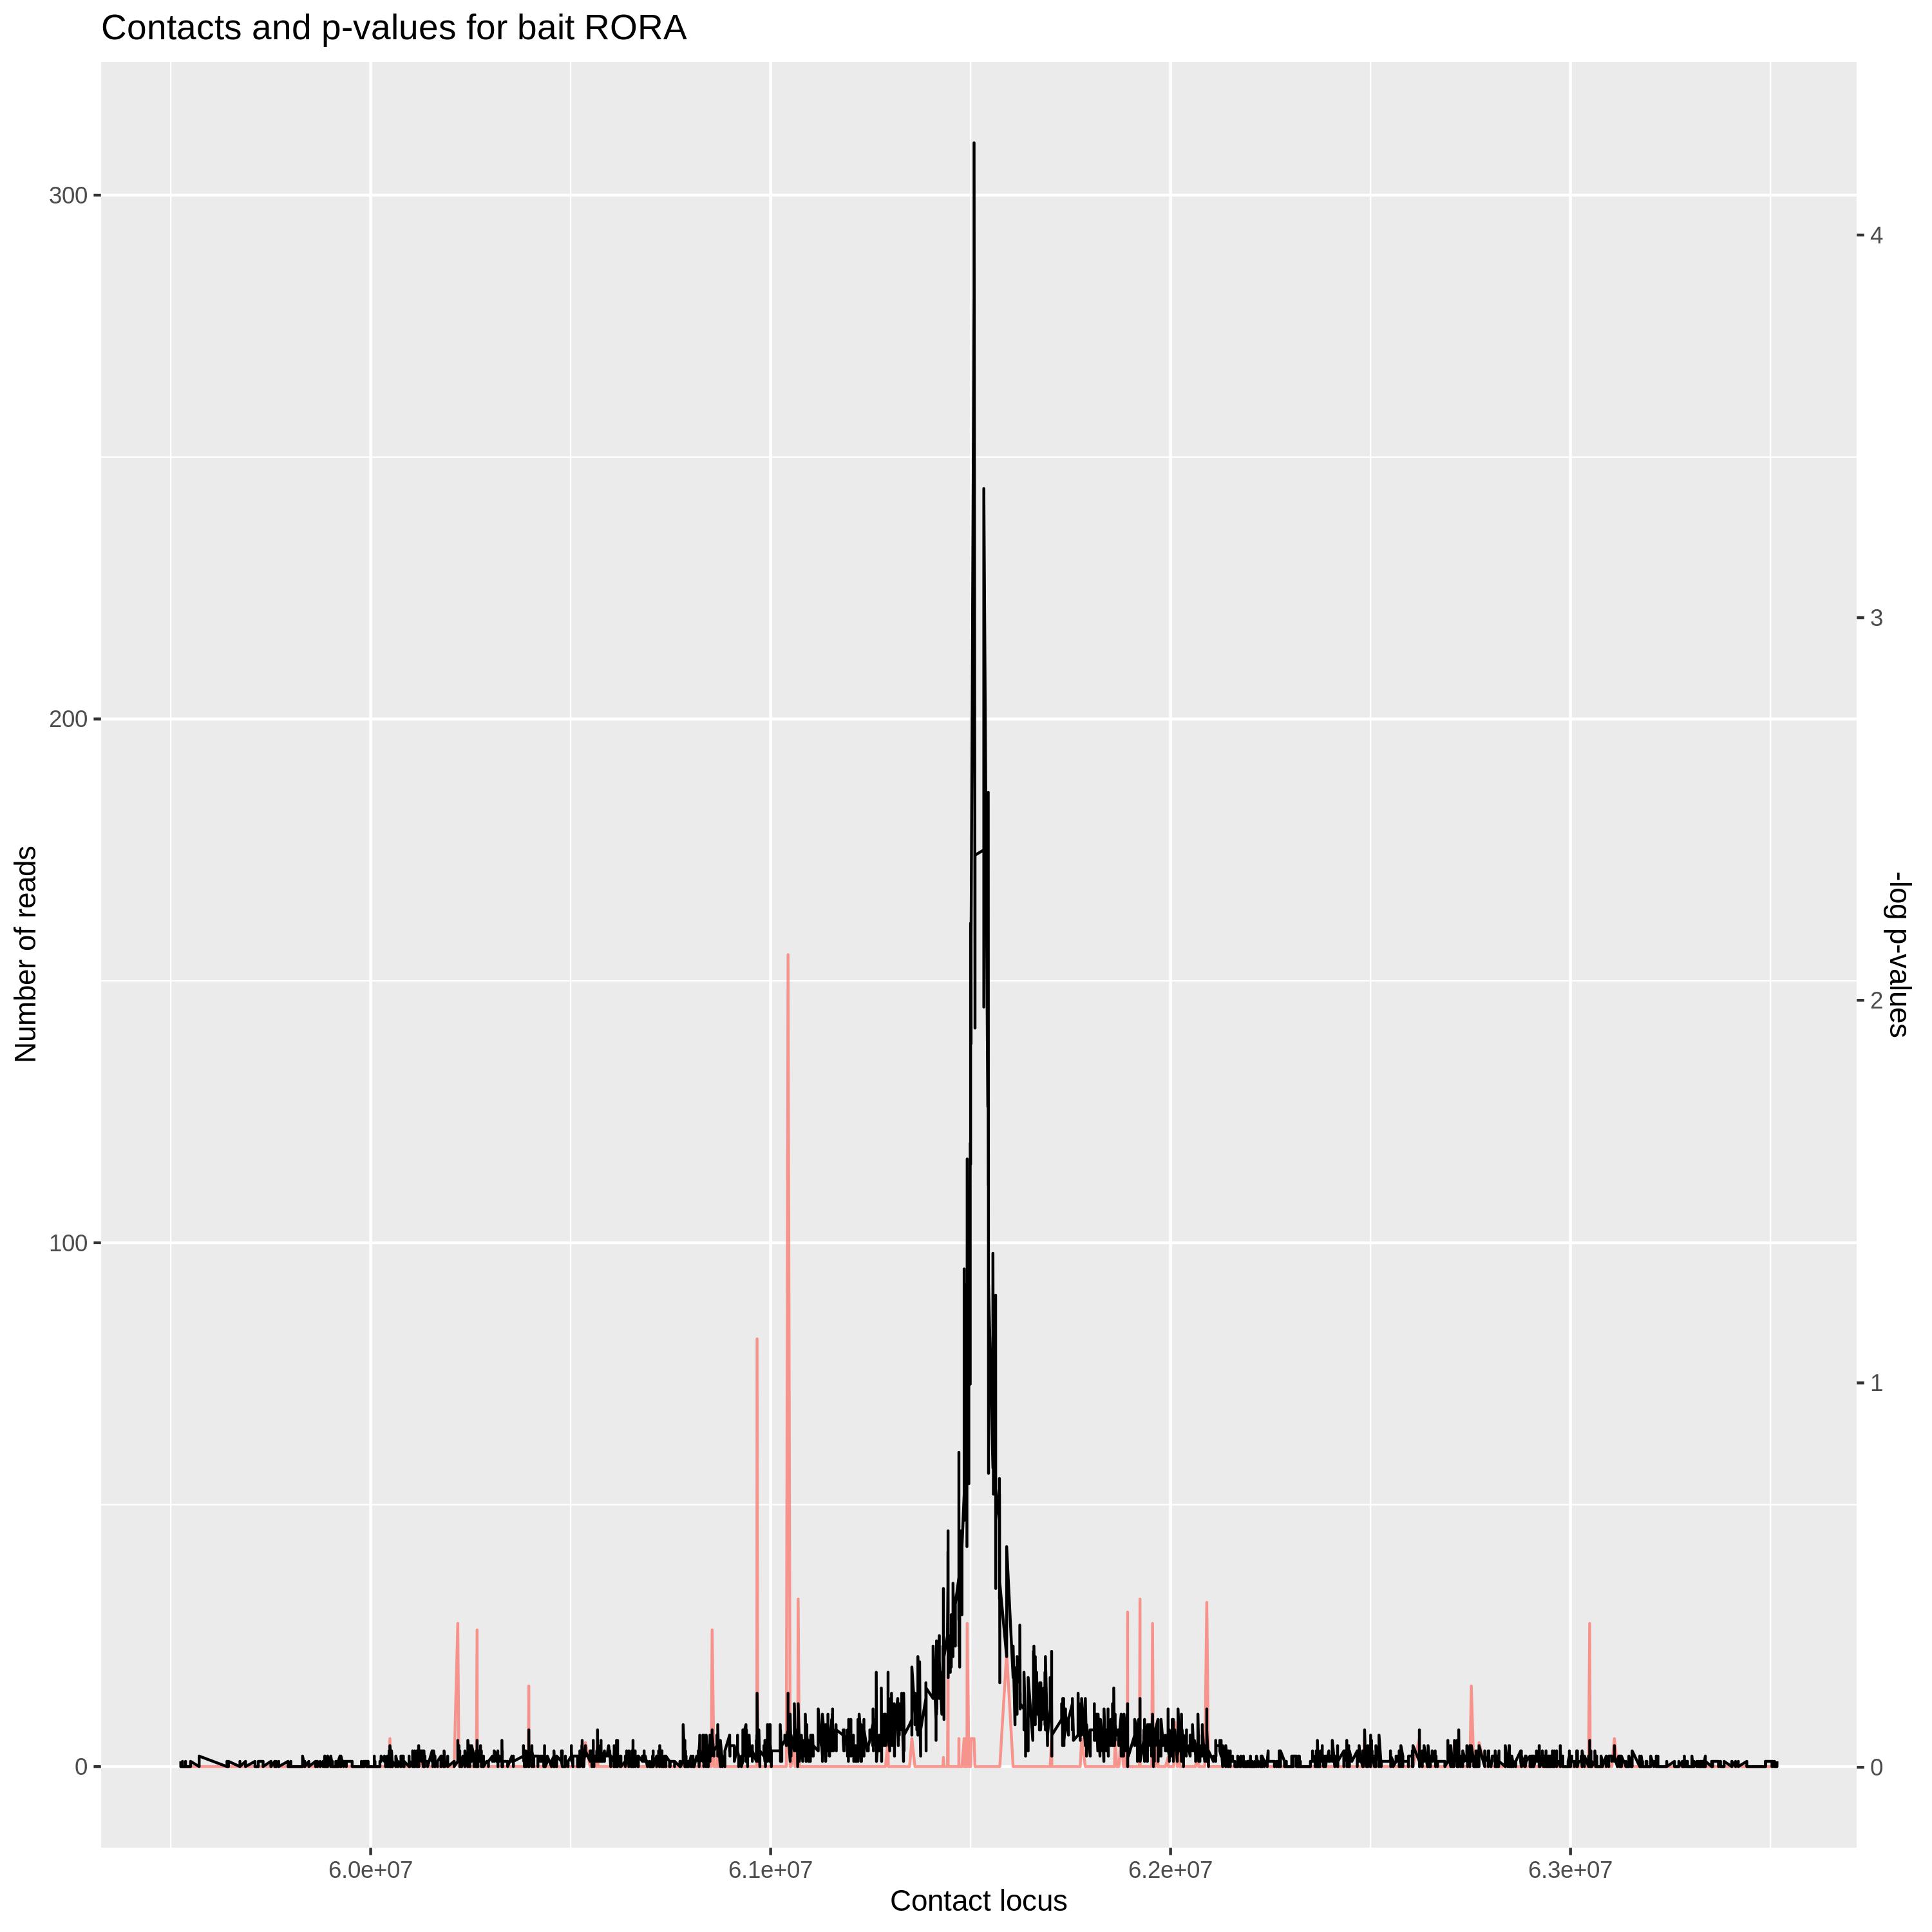 Contacts and p-values for bait RORA
300
200
100
0
Number of reads
4
3
2
1
0
-log p-values
6.0e+07
6.1e+07
6.2e+07
6.3e+07
Contact locus